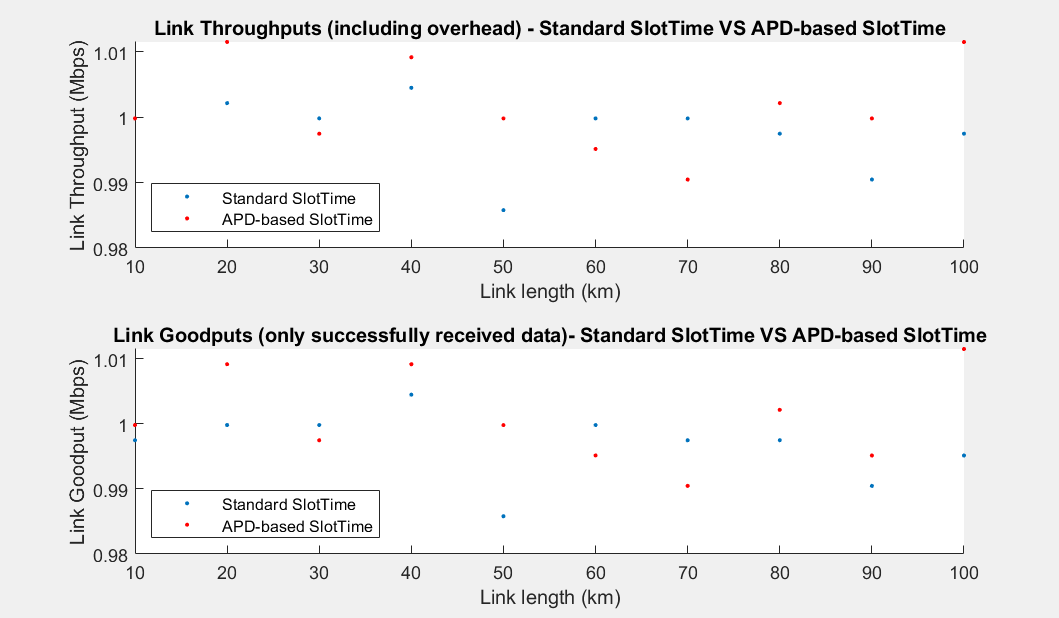 Link Throughputs (including overhead) - Standard SlotTime VS APD-based SlotTime
Link Throughput (Mbps)
1.01
1
0.99
0.98
Standard SlotTime
APD-based SlotTime
10 20 30 40 50 60 70 80 90 100
Link length (km)
Link Goodputs (only successfully received data)- Standard SlotTime VS APD-based SlotTime
Link Goodput (Mbps)
1.01
1
0.99
0.98
Standard SlotTime
APD-based SlotTime
10 20 30 40 50 60 70 80 90 100
Link length (km)